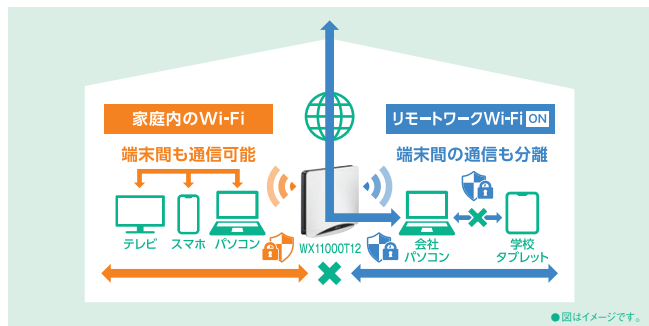 家庭内のWi-Fi
リモートワークWi-Fi ON
端末間も通信可能
端末間の通信も分離
テレビ
スマホ
パソコン
WX11000T12
会社
パソコン
学校
タブレット
●図はイメージです。